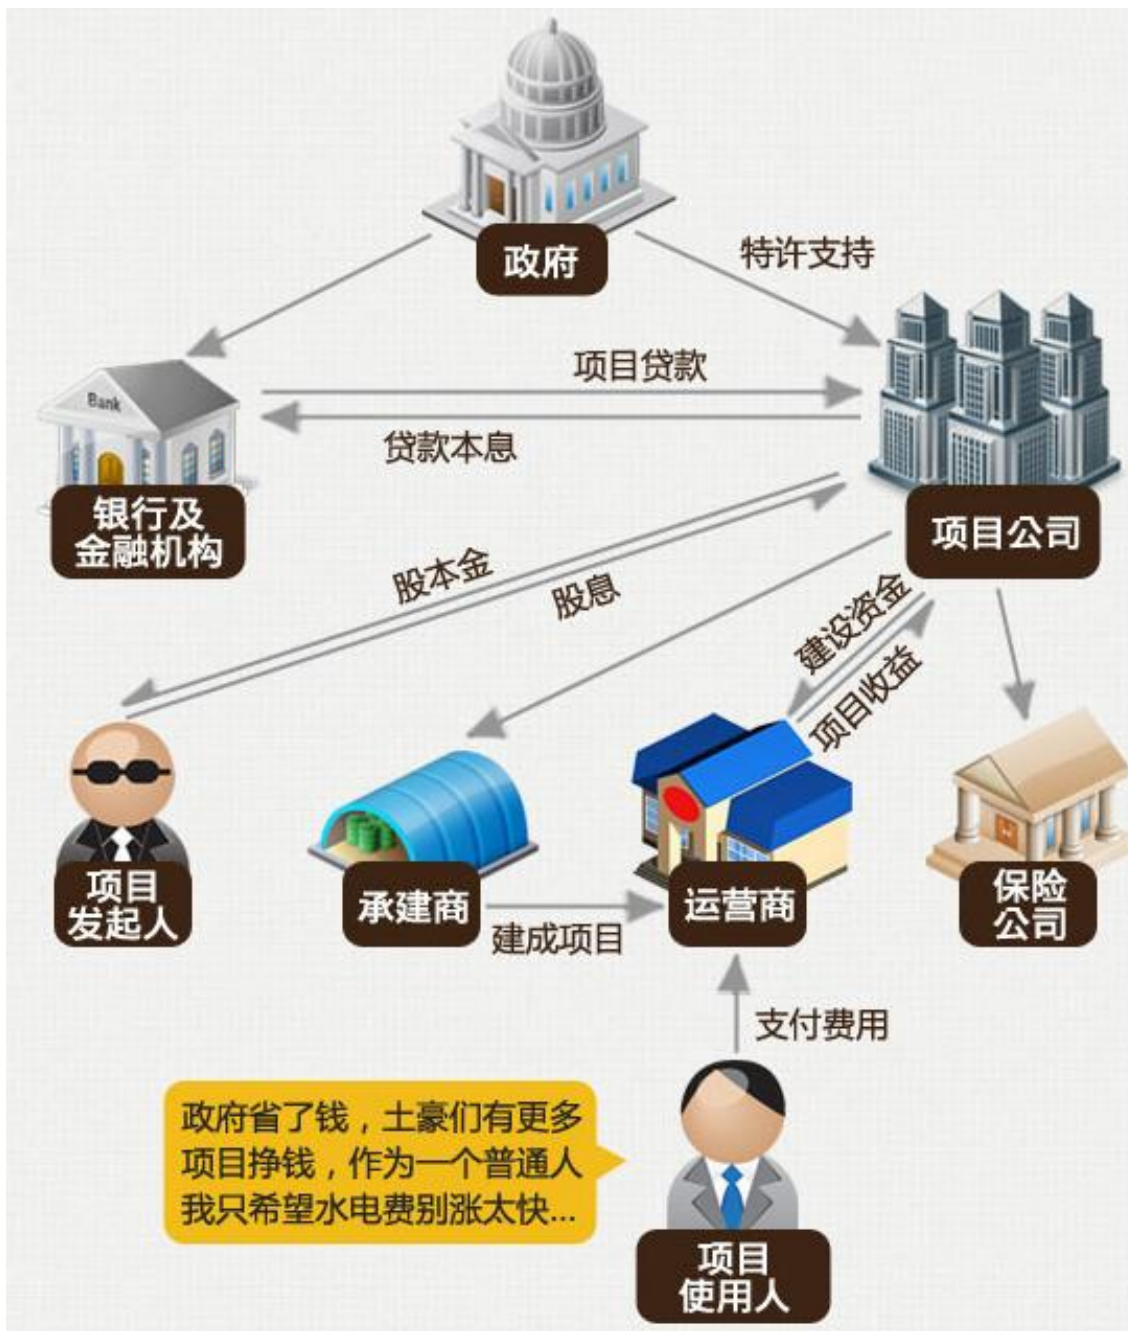 政府
特许支持
Bank
项目贷款
贷款本息
银行及
金融机构
项目公司
股本金
股息
建设资金
项目收益
项目
发起人
承建商
建成项目
运营商
保险
公司
支付费用
政府省了钱，土豪们有更多
项目挣钱，作为一个普通人
我只希望水电费别涨太快...
项目
使用人